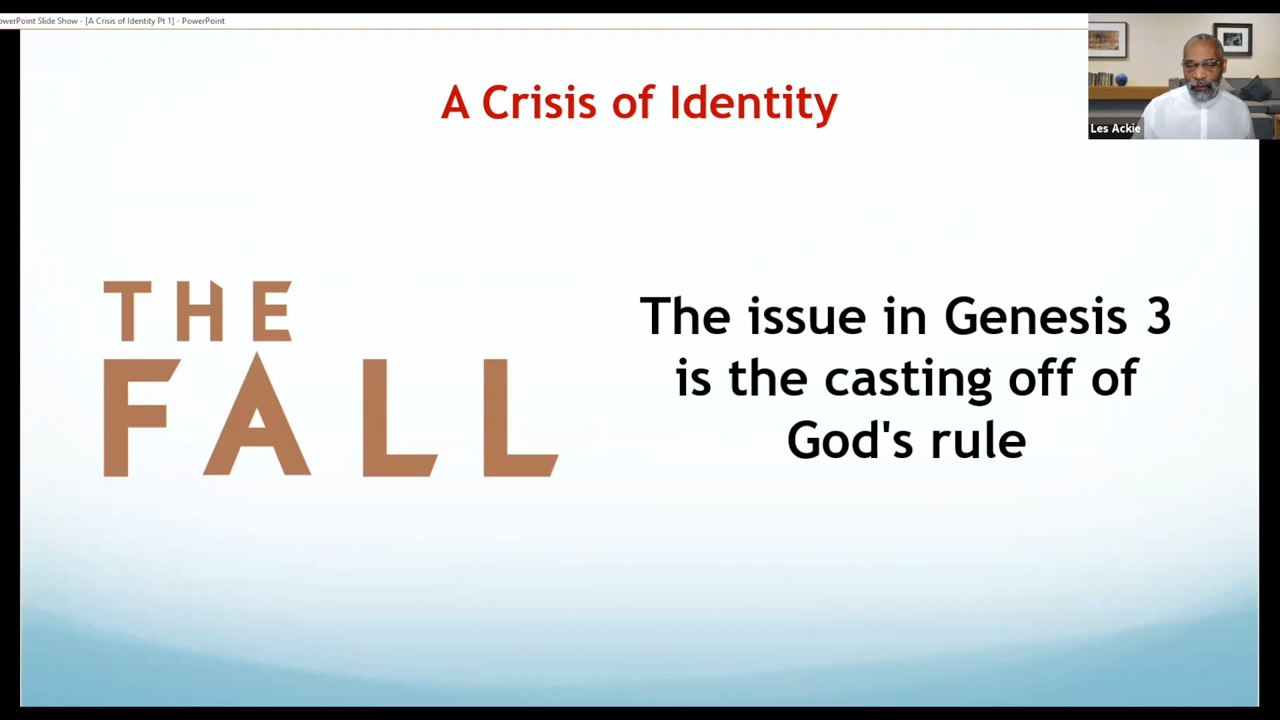 owerPoint Slide Show - [A Crisis of Identity Pt 1] - PowerPoint
A Crisis of Identity
Les Ackie
THE
FALL
The issue in Genesis 3
is the casting off of
God's rule